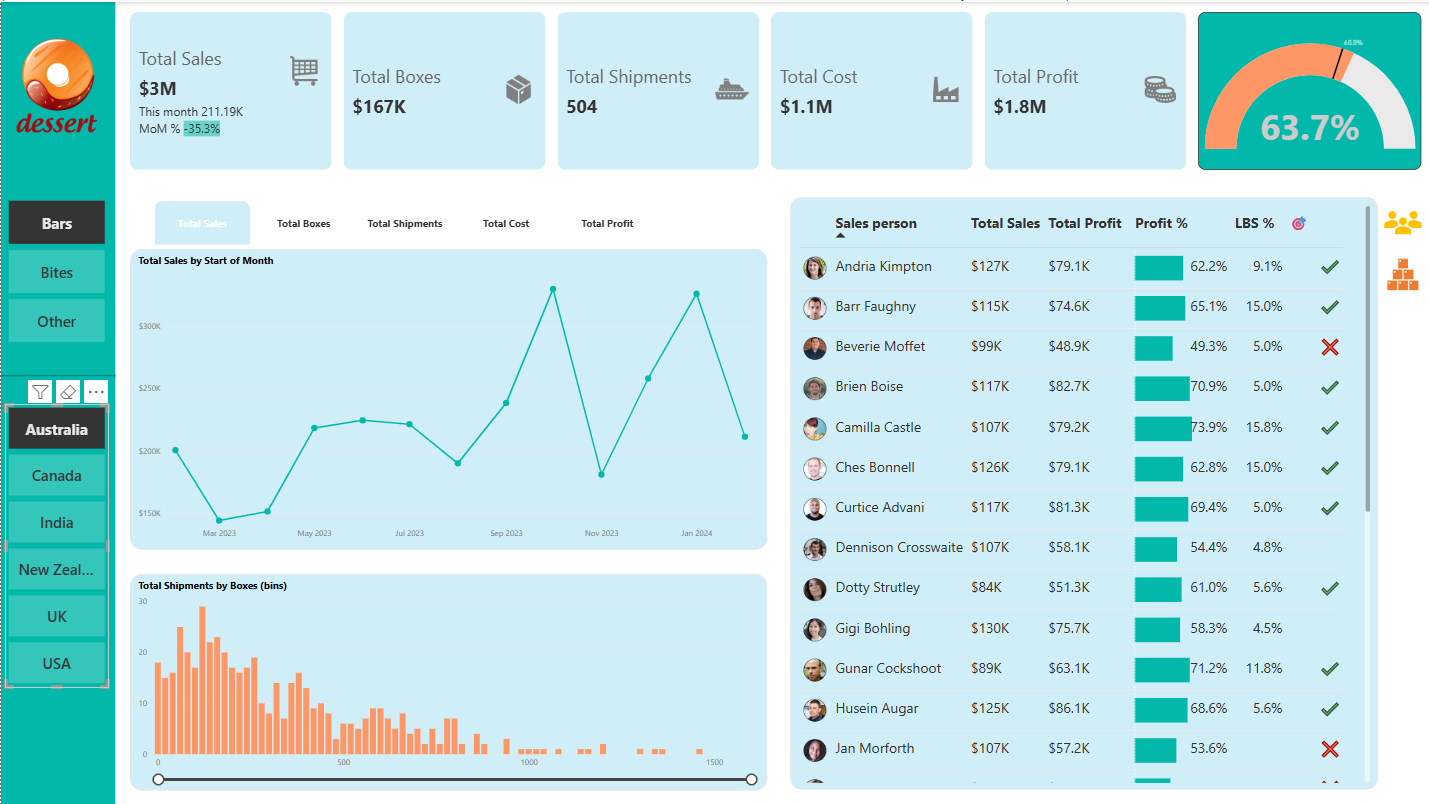 dessert
Bars
Bites
Other
Australia
Canada
India
New Zeal...
UK
USA
Total Sales
$3M
This month 211.19K
MoM % -35.3%
Total Boxes
$167K
Total Shipments
504
Total Cost
$1.1M
Total Profit
$1.8M
60.0%
63.7%
Total Sales Total Boxes Total Shipments Total Cost Total Profit
Total Sales by Start of Month
$300K
$250K
$200K
$150K
Mar 2023 May 2023 Jul 2023 Sep 2023 Nov 2023 Jan 2024
Total Shipments by Boxes (bins)
30
20
10
0
0 500 1000 1500
Sales person Total Sales Total Profit Profit % LBS %
Andria Kimpton $127K $79.1K 62.2% 9.1%
Barr Faughny $115K $74.6K 65.1% 15.0%
Beverie Moffet $99K $48.9K 49.3% 5.0%
Brien Boise $117K $82.7K 70.9% 5.0%
Camilla Castle $107K $79.2K 73.9% 15.8%
Ches Bonnell $126K $79.1K 62.8% 15.0%
Curtice Advani $117K $81.3K 69.4% 5.0%
Dennison Crosswaite $107K $58.1K 54.4% 4.8%
Dotty Strutley $84K $51.3K 61.0% 5.6%
Gigi Bohling $130K $75.7K 58.3% 4.5%
Gunar Cockshoot $89K $63.1K 71.2% 11.8%
Husein Augar $125K $86.1K 68.6% 5.6%
Jan Morforth $107K $57.2K 53.6%